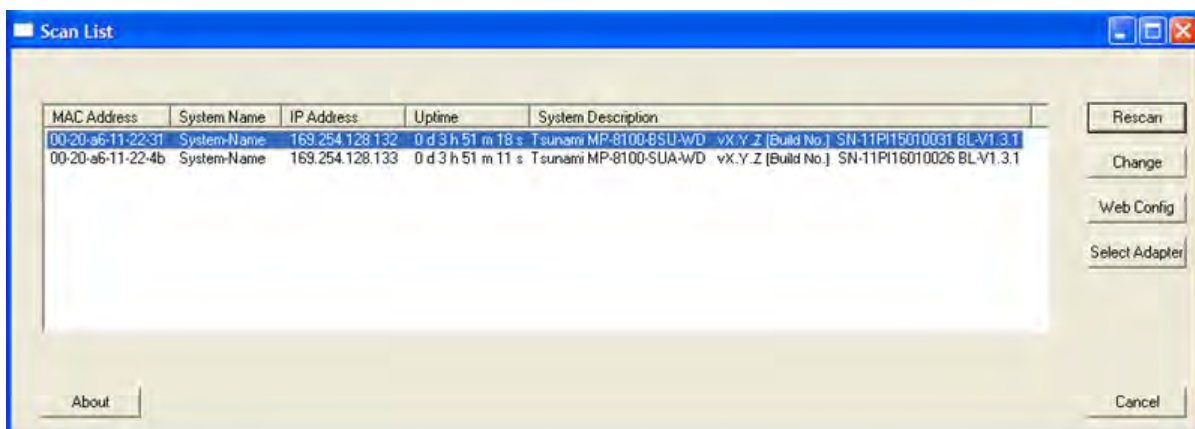 Scan List
MAC Address System Name IP Address Uptime System Description
00-20-a6-11-22-31 System-Name 169.254.128.132 0 d 3 h 51 m 18 s Tsunami MP-8100-BSU-WD vX.Y.Z [Build No.] SN-11PI15010031 BL-V1.3.1
00-20-a6-11-22-4b System-Name 169.254.128.133 0 d 3 h 51 m 11 s Tsunami MP-8100-SUA-WD vX.Y.Z [Build No.] SN-11PI16010026 BL-V1.3.1
Rescan
Change
Web Config
Select Adapter
About
Cancel